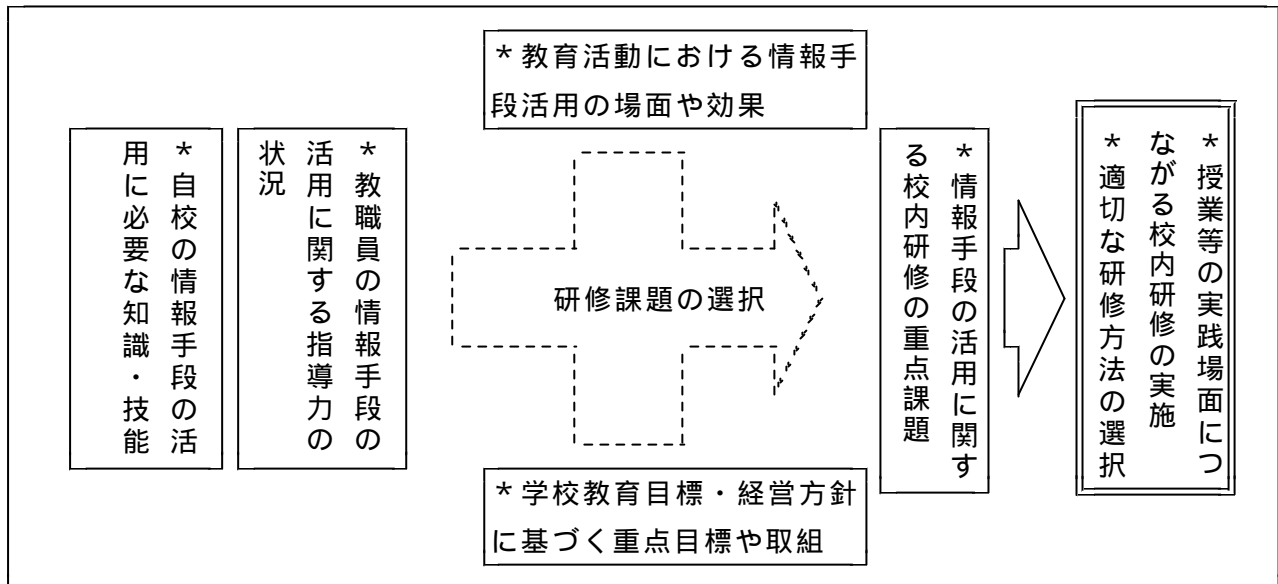 ＊教育活動における情報手
段活用の場面や効果
＊自校の情報手段の活
用に必要な知識・技能
＊教職員の情報手段の
活用に関する指導力の
状況
研修課題の選択
＊学校教育目標・経営方針
に基づく重点目標や取組
＊情報手段の活用に関す
る校内研修の重点課題
＊授業等の実践場面につ
ながる校内研修の実施
＊適切な研修方法の選択